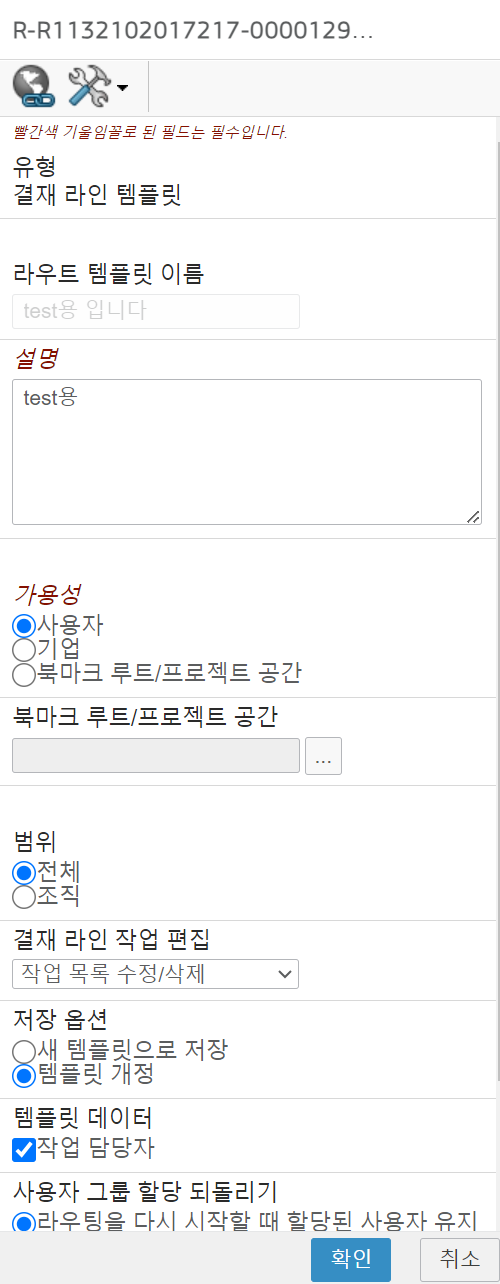 R-R1132102017217-0000129...
빨간색 기울임꼴로 된 필드는 필수입니다.
유형
결재 라인 템플릿
라우트 템플릿 이름
test용 입니다
설명
test용
가용성
사용자
기업
북마크 루트/프로젝트 공간
북마크 루트/프로젝트 공간
...
범위
전체
조직
결재 라인 작업 편집
작업 목록 수정/삭제
저장 옵션
새 템플릿으로 저장
템플릿 개정
템플릿 데이터
작업 담당자
사용자 그룹 할당 되돌리기
라우팅을 다시 시작할 때 할당된 사용자 유지
확인 취소